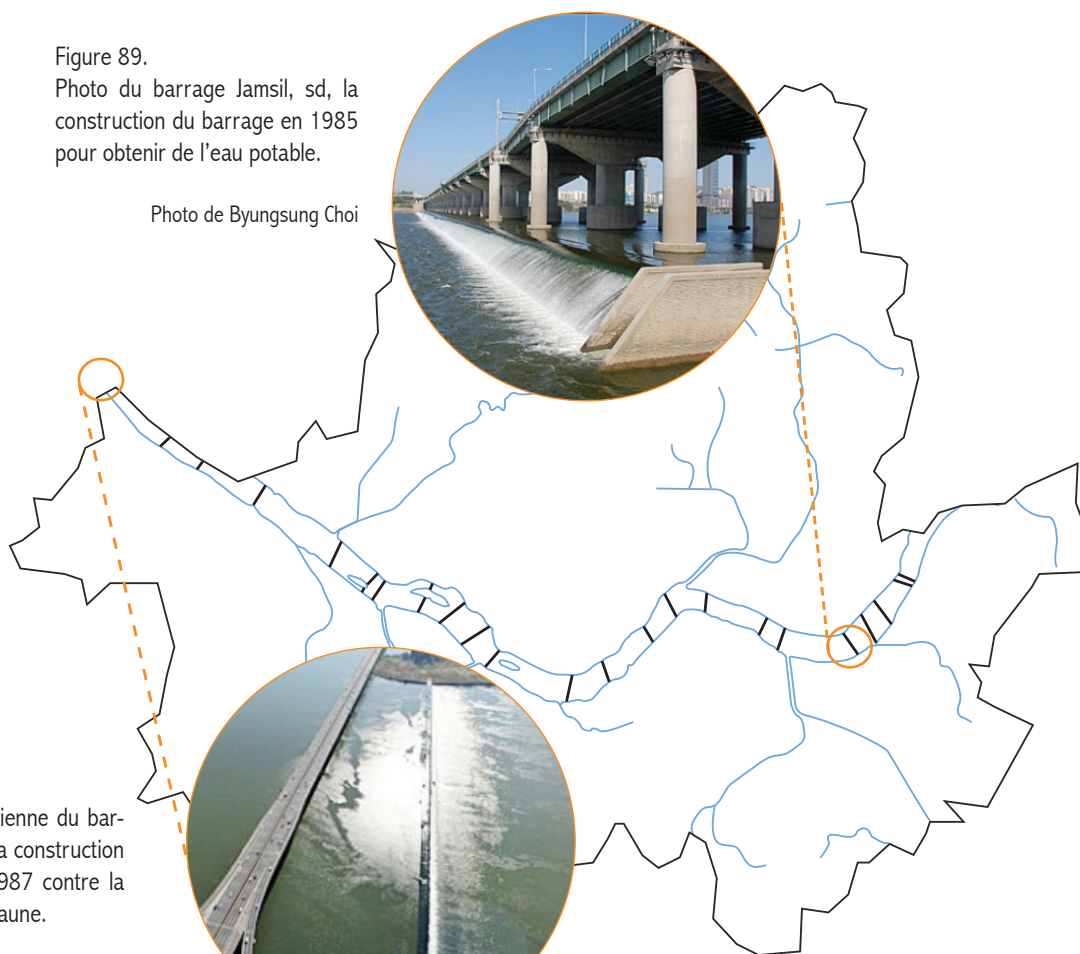 Figure 89.
Photo du barrage Jamsil, sd, la
construction du barrage en 1985
pour obtenir de l'eau potable.
Photo de Byungsung Choi
ienne du bar-
a construction
987 contre la
aune.